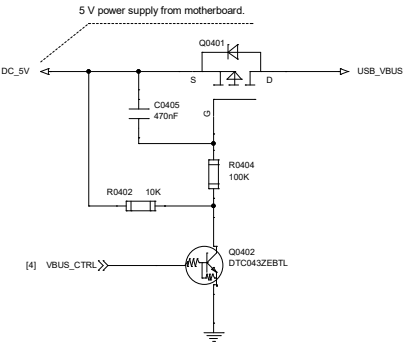 5 V power supply from motherboard.
Q0401
DC_5V
S
D
USB_VBUS
C0405
470nF
G
R0404
100K
R0402 10K
Q0402
DTC043ZEBTL
[4] VBUS_CTRL